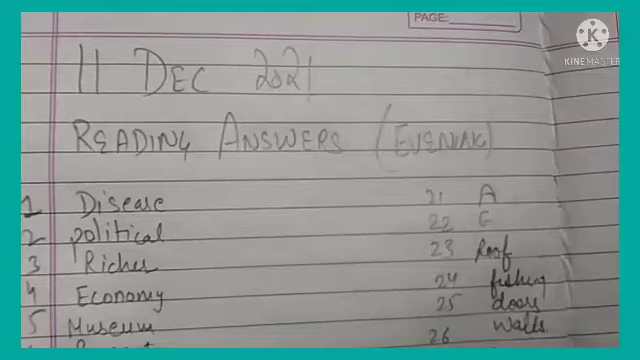 PAGE:
KINEMASTER
11 DEC 2021
READING ANSWERS (EVENING)
1 Disease
2 political
3 Riches
4 Economy
5 Museum
21 A
22 G
23 Roof
24 fishing
25 doors
26 walls